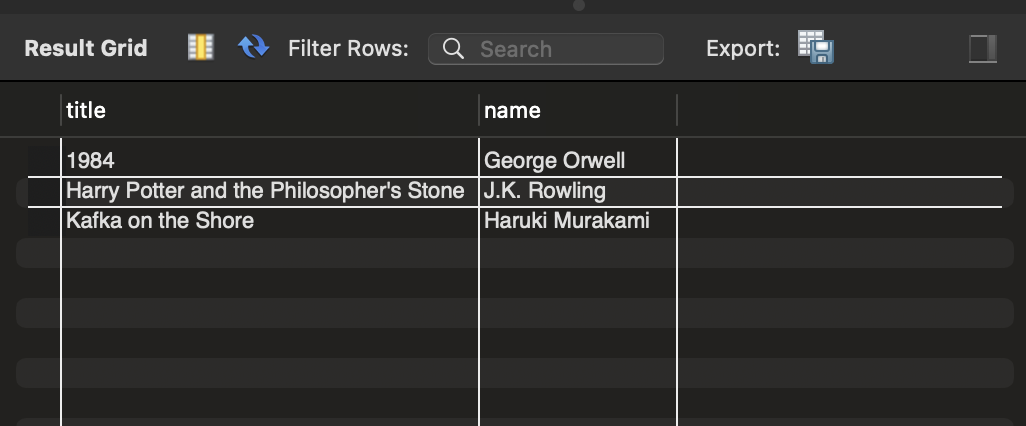 Result Grid Filter Rows: Search Export:
title name
1984 George Orwell
Harry Potter and the Philosopher's Stone J.K. Rowling
Kafka on the Shore Haruki Murakami